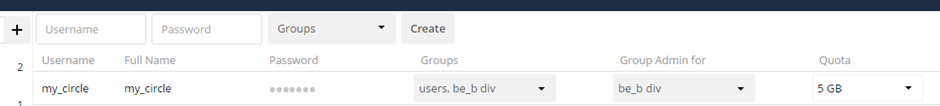 + Username Password Groups Create
2 Username Full Name Password Groups Group Admin for Quota
my_circle my_circle ●●●●●●● users, be_b div be_b div 5 GB